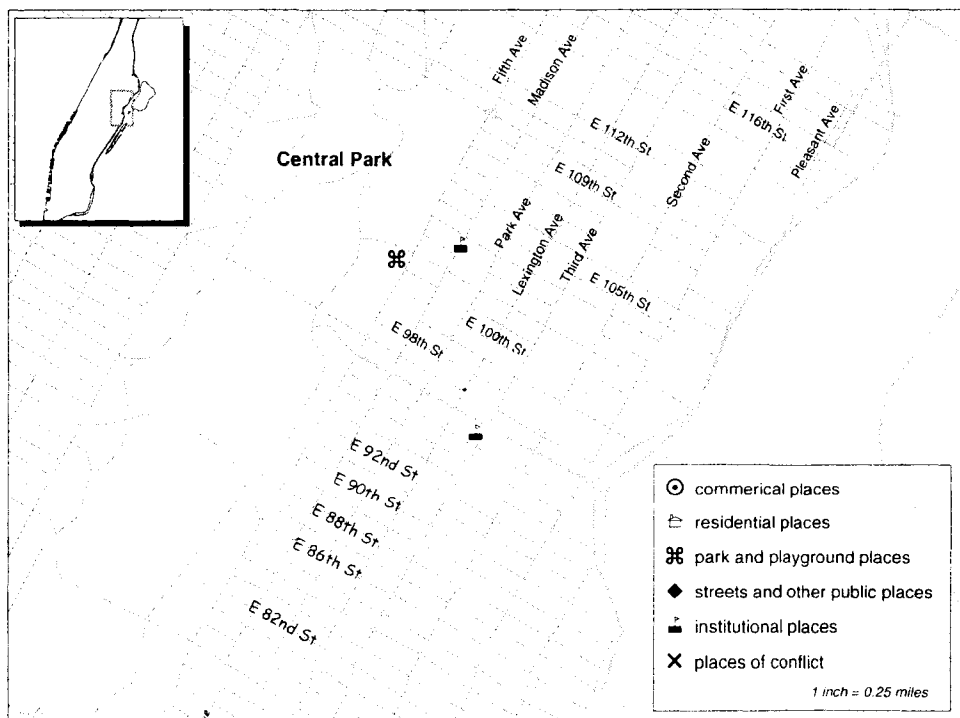 Fifth Ave
Madison Ave
First Ave
E 116th St
Pleasant Ave
E 112th St
Second Ave
Central Park
E 109th St
Park Ave
Lexington Ave
Third Ave
E 105th St
E 98th St
E 100th St
E 92nd St
E 90th St
E 88th St
E 86th St
E 82nd St
commerical places
residential places
park and playground places
streets and other public places
institutional places
places of conflict
1 inch = 0.25 miles